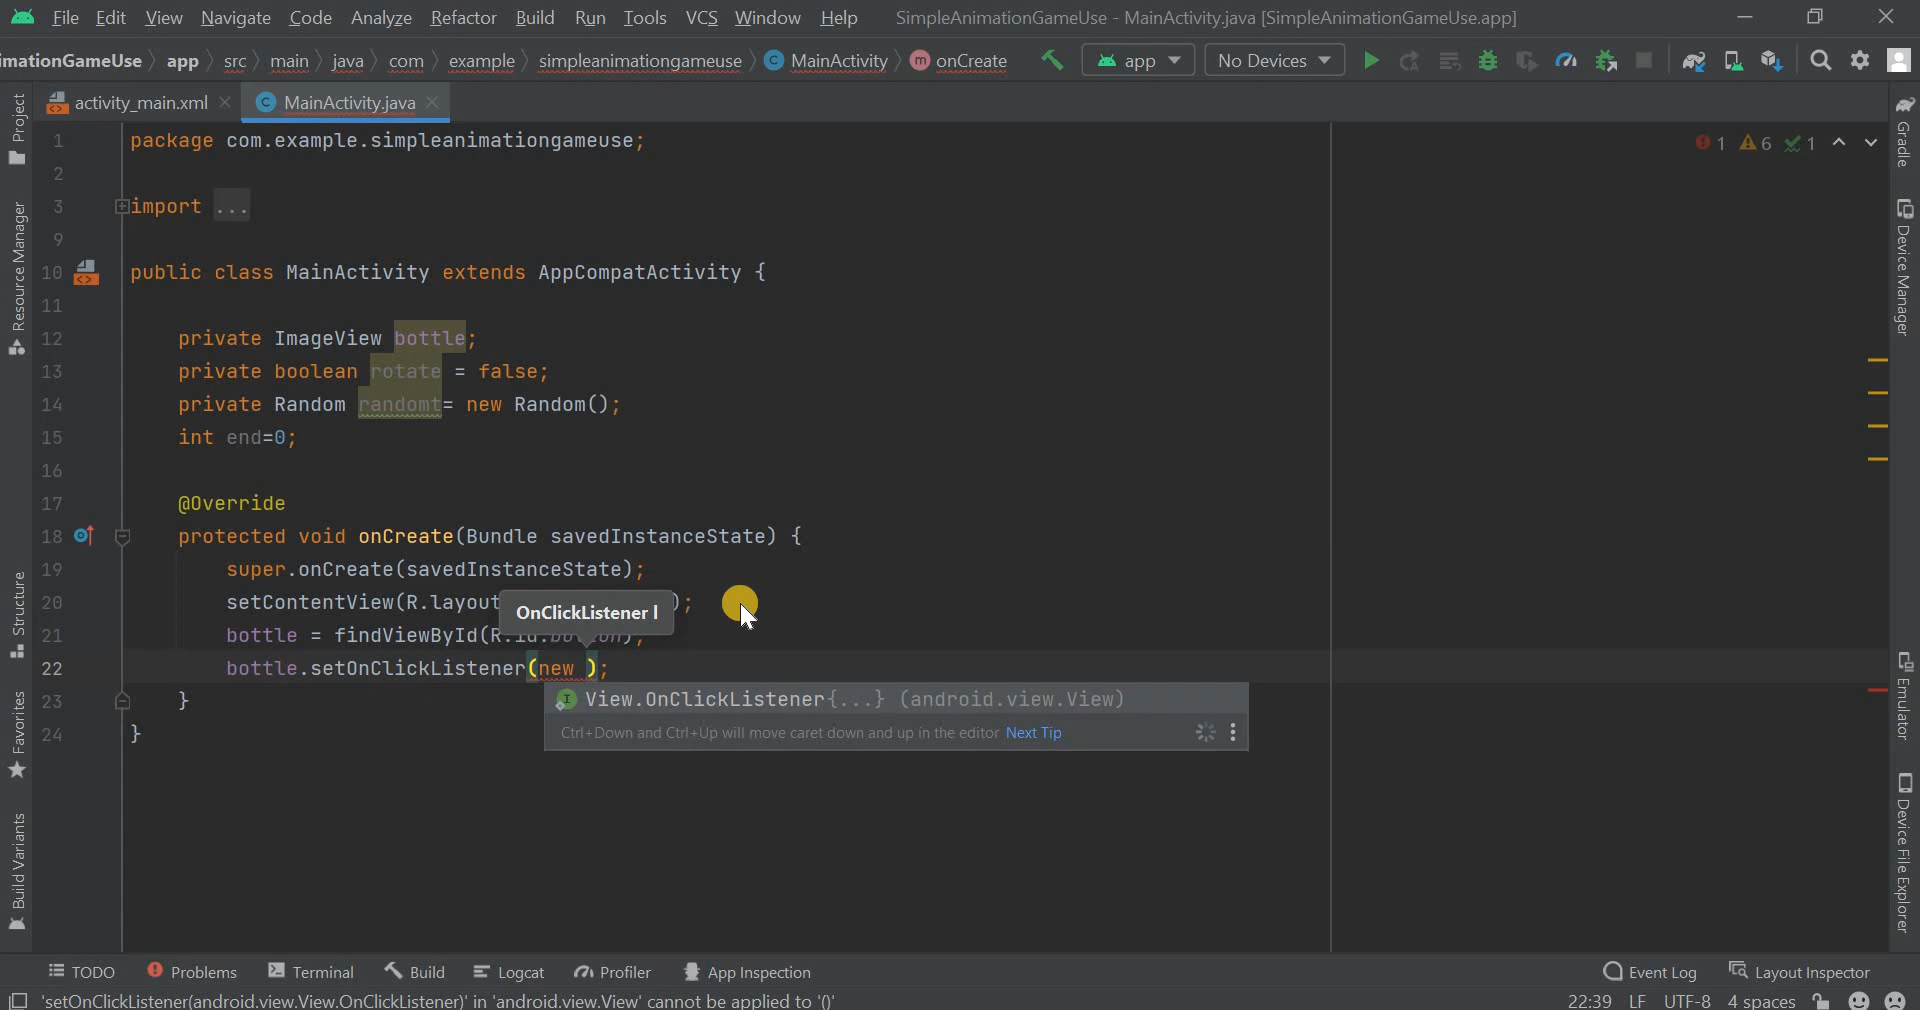 File Edit View Navigate Code Analyze Refactor Build Run Tools VCS Window Help SimpleAnimationGameUse - MainActivity.java [SimpleAnimationGameUse.app]
imationGameUse app src main java com example simpleanimationgameuse MainActivity onCreate app No Devices
activity_main.xml MainActivity.java
1 package com.example.simpleanimationgameuse;
1 6 1
2
3 import ...
9
10 public class MainActivity extends AppCompatActivity {
11
12 private ImageView bottle;
13 private boolean rotate = false;
14 private Random randomt= new Random();
15 int end=0;
16
17 @Override
18 protected void onCreate(Bundle savedInstanceState) {
19 super.onCreate(savedInstanceState);
20 setContentView(R.layout );
OnClickListener l
21 bottle = findViewById(R.
22 bottle.setOnClickListener(new );
23 }
24 }
View.OnClickListener{...} (android.view.View)
Ctrl+Down and Ctrl+Up will move caret down and up in the editor Next Tip
Project
Resource Manager
Structure
Favorites
Build Variants
Gradle
Device Manager
Emulator
Device File Explorer
TODO Problems Terminal Build Logcat Profiler App Inspection Event Log Layout Inspector
'setOnClickListener(android.view.View.OnClickListener)' in 'android.view.View' cannot be applied to '()' 22:39 LF UTF-8 4 spaces